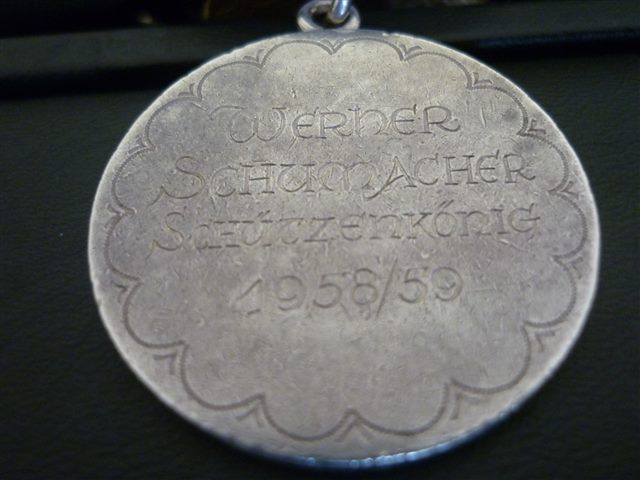 WERNER
SCHUMACHER
SCHÜTZENKÖNIG
1958/59